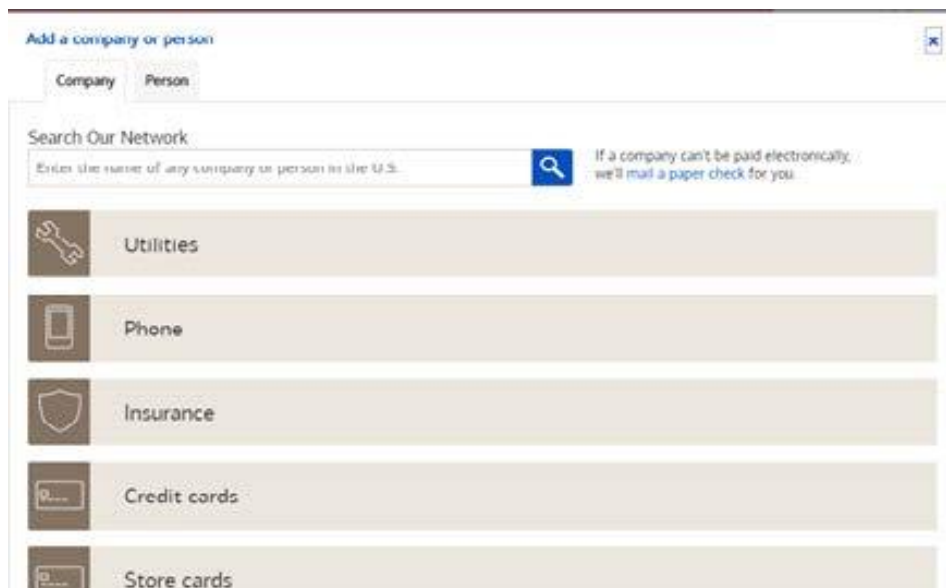 Add a company or person
Company
Person
Search Our Network
Enter the name of any company or person in the U.S.
If a company can't be paid electronically,
we'll mail a paper check for you
Utilities
Phone
Insurance
Credit cards
Store cards